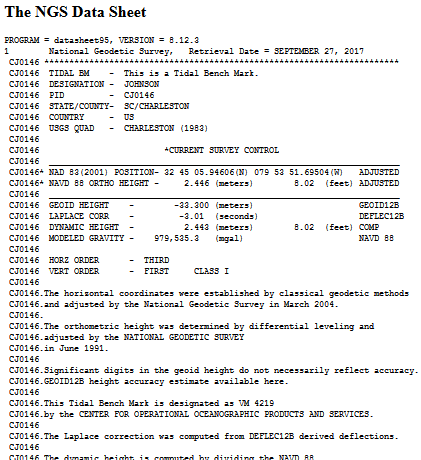 The NGS Data Sheet
PROGRAM = datasheet95, VERSION = 8.12.3
1 National Geodetic Survey, Retrieval Date = SEPTEMBER 27, 2017
CJ0146 ***********************************************************************
CJ0146 TIDAL BM - This is a Tidal Bench Mark.
CJ0146 DESIGNATION - JOHNSON
CJ0146 PID - CJ0146
CJ0146 STATE/COUNTY- SC/CHARLESTON
CJ0146 COUNTRY - US
CJ0146 USGS QUAD - CHARLESTON (1983)
CJ0146
CJ0146 *CURRENT SURVEY CONTROL
CJ0146 ______________________________________________________________________
CJ0146* NAD 83(2001) POSITION- 32 45 05.94606(N) 079 53 51.69504(W) ADJUSTED
CJ0146* NAVD 88 ORTHO HEIGHT - 2.446 (meters) 8.02 (feet) ADJUSTED
CJ0146 ______________________________________________________________________
CJ0146 GEOID HEIGHT - -33.300 (meters) GEOID12B
CJ0146 LAPLACE CORR - -3.01 (seconds) DEFLEC12B
CJ0146 DYNAMIC HEIGHT - 2.443 (meters) 8.02 (feet) COMP
CJ0146 MODELED GRAVITY - 979,535.3 (mgal) NAVD 88
CJ0146
CJ0146 HORZ ORDER - THIRD
CJ0146 VERT ORDER - FIRST CLASS I
CJ0146
CJ0146.The horizontal coordinates were established by classical geodetic methods
CJ0146.and adjusted by the National Geodetic Survey in March 2004.
CJ0146.
CJ0146.The orthometric height was determined by differential leveling and
CJ0146.adjusted by the NATIONAL GEODETIC SURVEY
CJ0146.in June 1991.
CJ0146
CJ0146.Significant digits in the geoid height do not necessarily reflect accuracy.
CJ0146.GEOID12B height accuracy estimate available here.
CJ0146
CJ0146.This Tidal Bench Mark is designated as VM 4219
CJ0146.by the CENTER FOR OPERATIONAL OCEANOGRAPHIC PRODUCTS AND SERVICES.
CJ0146
CJ0146.The Laplace correction was computed from DEFLEC12B derived deflections.
CJ0146
CJ0146.The dynamic height is computed by dividing the NAVD 88